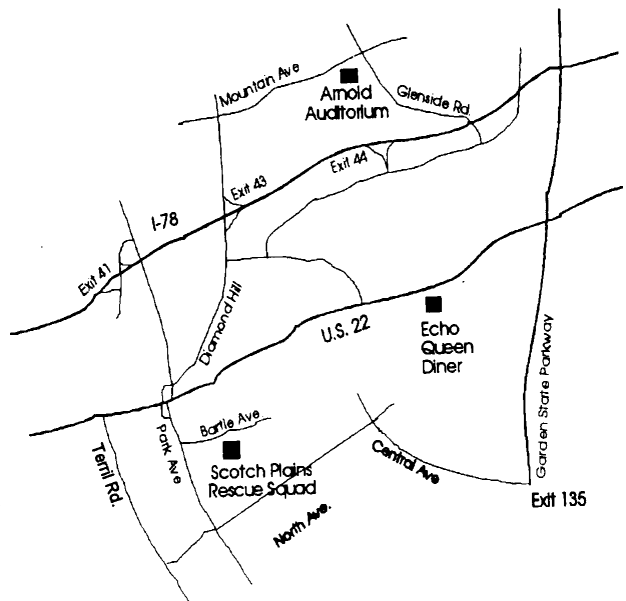 Mountain Ave
Arnold
Auditorium
Glenside Rd.
Exit 44
Exit 43
I-78
Exit 41
Diamond Hill
U.S. 22
Echo
Queen
Diner
Garden State Parkway
Bartle Ave
Park Ave
Terril Rd.
Scotch Plains
Rescue Squad
Central Ave
North Ave.
Exit 135